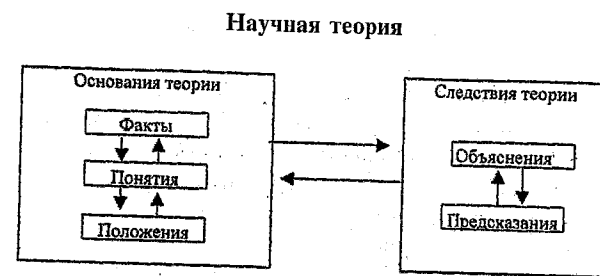 Научная теория
Основания теории
Факты
Понятия
Положения
Следствия теории
Объяснения
Предсказания